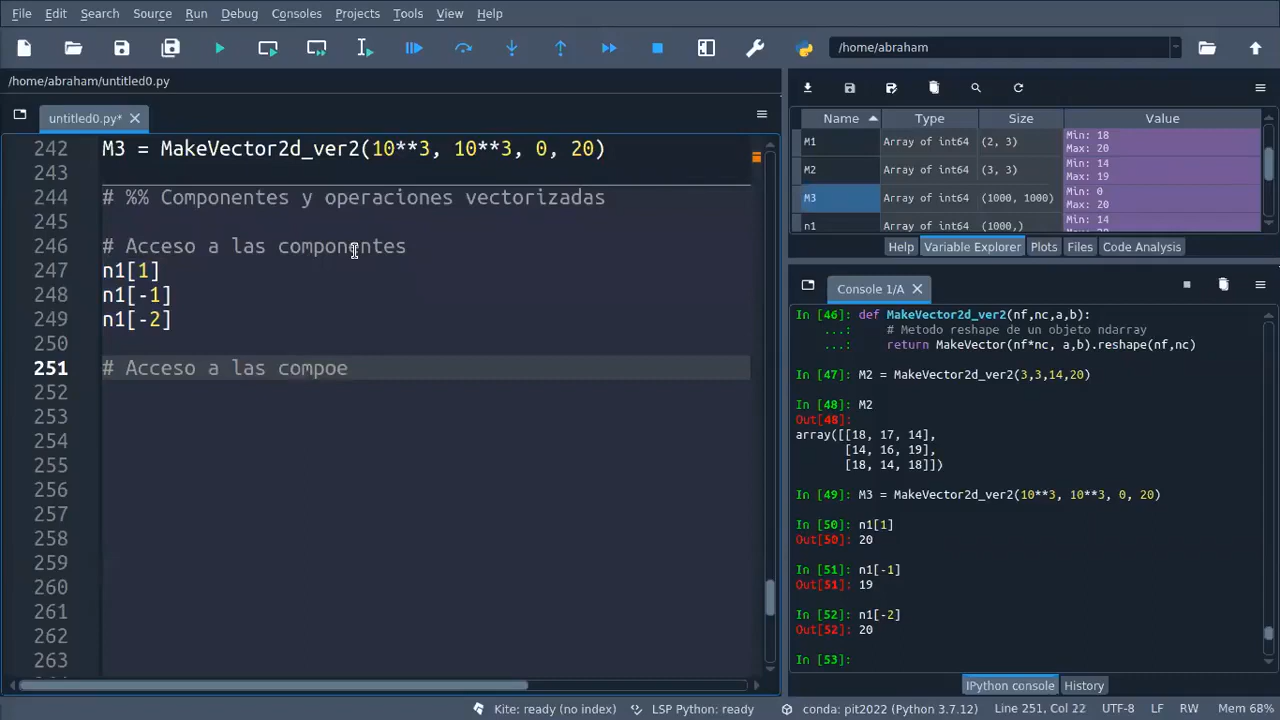 File Edit Search Source Run Debug Consoles Projects Tools View Help
/home/abraham
/home/abraham/untitled0.py
untitled0.py*
242 M3 = MakeVector2d_ver2(10**3, 10**3, 0, 20)
243
244 # %% Componentes y operaciones vectorizadas
245
246 # Acceso a las componentes
247 n1[1]
248 n1[-1]
249 n1[-2]
250
251 # Acceso a las compoe
252
253
254
255
256
257
258
259
260
261
262
263
Name Type Size Value
M1 Array of int64 (2, 3) Min: 18
Max: 20
M2 Array of int64 (3, 3) Min: 14
Max: 19
M3 Array of int64 (1000, 1000) Min: 0
Max: 20
n1 Array of int64 (1000,) Min: 14
Help Variable Explorer Plots Files Code Analysis
Console 1/A
In [46]: def MakeVector2d_ver2(nf,nc,a,b):
...: # Metodo reshape de un objeto ndarray
...: return MakeVector(nf*nc, a,b).reshape(nf,nc)
In [47]: M2 = MakeVector2d_ver2(3,3,14,20)
In [48]: M2
Out[48]:
array([[18, 17, 14],
[14, 16, 19],
[18, 14, 18]])
In [49]: M3 = MakeVector2d_ver2(10**3, 10**3, 0, 20)
In [50]: n1[1]
Out[50]: 20
In [51]: n1[-1]
Out[51]: 19
In [52]: n1[-2]
Out[52]: 20
In [53]:
IPython console History
Kite: ready (no index) LSP Python: ready conda: pit2022 (Python 3.7.12) Line 251, Col 22 UTF-8 LF RW Mem 68%